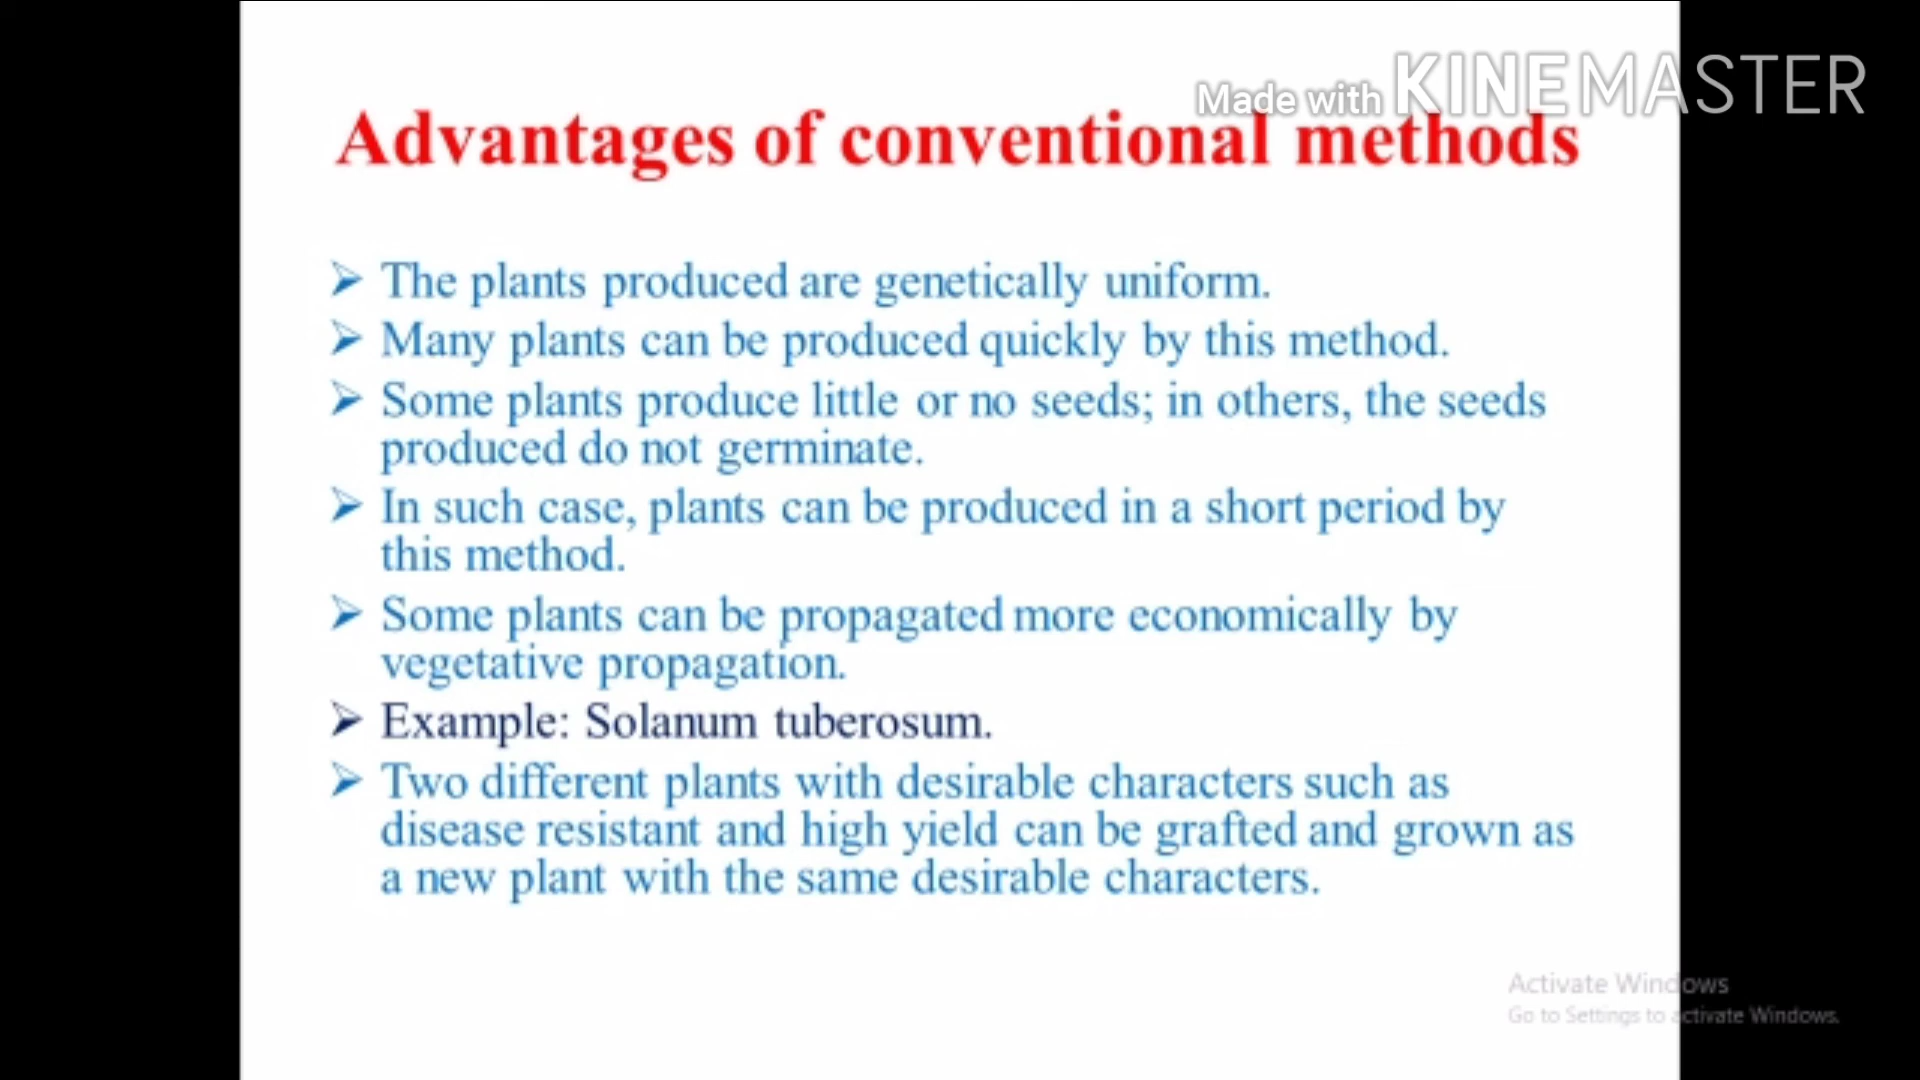 Made with KINEMASTER
Advantages of conventional methods
➢ The plants produced are genetically uniform.
➢ Many plants can be produced quickly by this method.
➢ Some plants produce little or no seeds; in others, the seeds
produced do not germinate.
➢ In such case, plants can be produced in a short period by
this method.
➢ Some plants can be propagated more economically by
vegetative propagation.
➢ Example: Solanum tuberosum.
➢ Two different plants with desirable characters such as
disease resistant and high yield can be grafted and grown as
a new plant with the same desirable characters.
Activate Windows
Go to Settings to activate Windows.